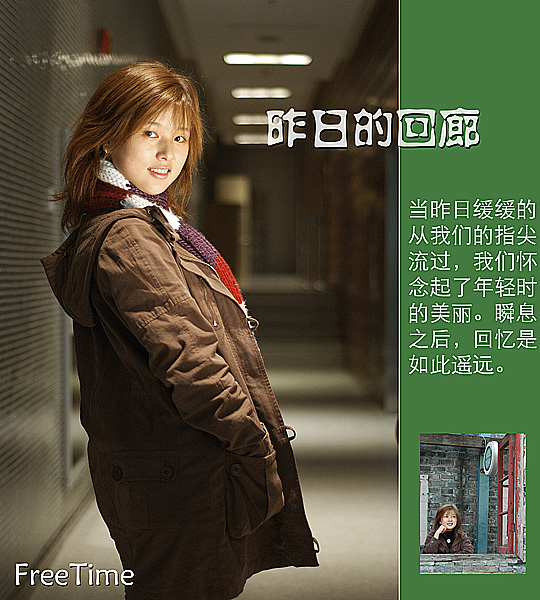 昨日的回廊
当昨日缓缓的
从我们的指尖
流过，我们怀
念起了年轻时
的美丽。瞬息
之后，回忆是
如此遥远。
FreeTime